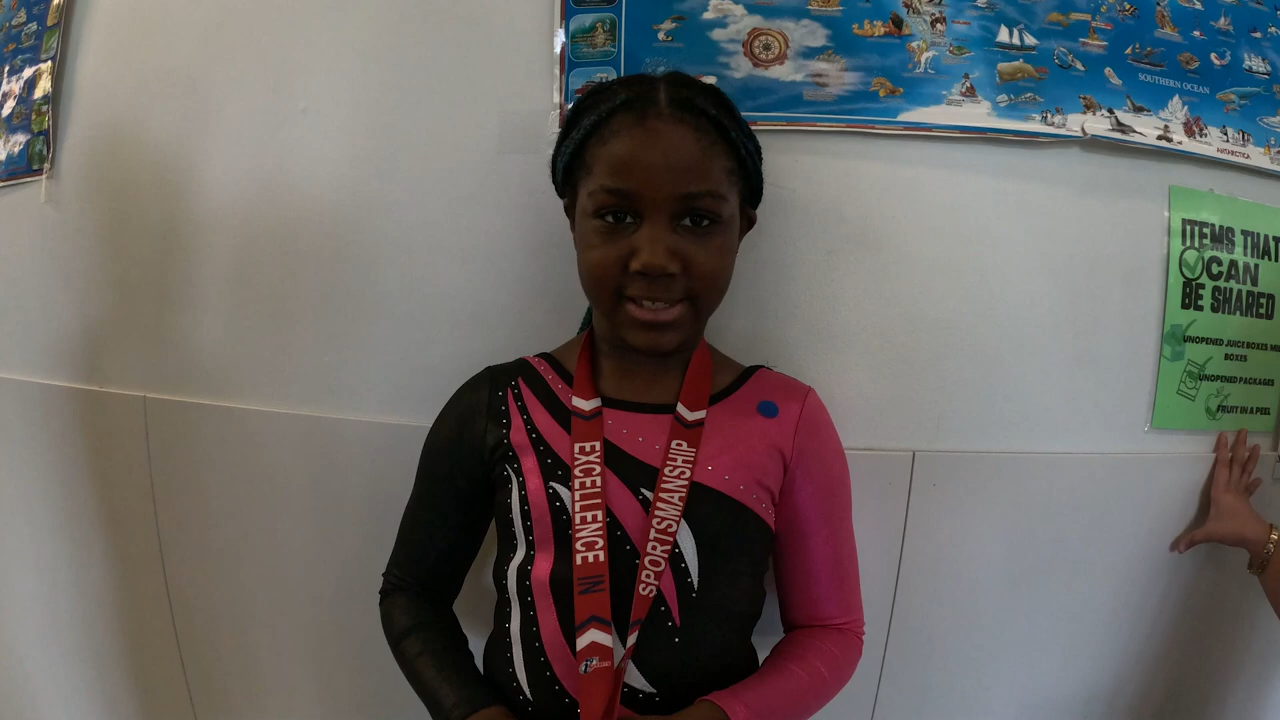 SOUTHERN OCEAN
ANTARCTICA
ITEMS THAT
CAN
BE SHARED
UNOPENED JUICE BOXES
BOXES
UNOPENED PACKAGES
FRUIT IN A PEEL
EXCELLENCE IN
SPORTSMANSHIP